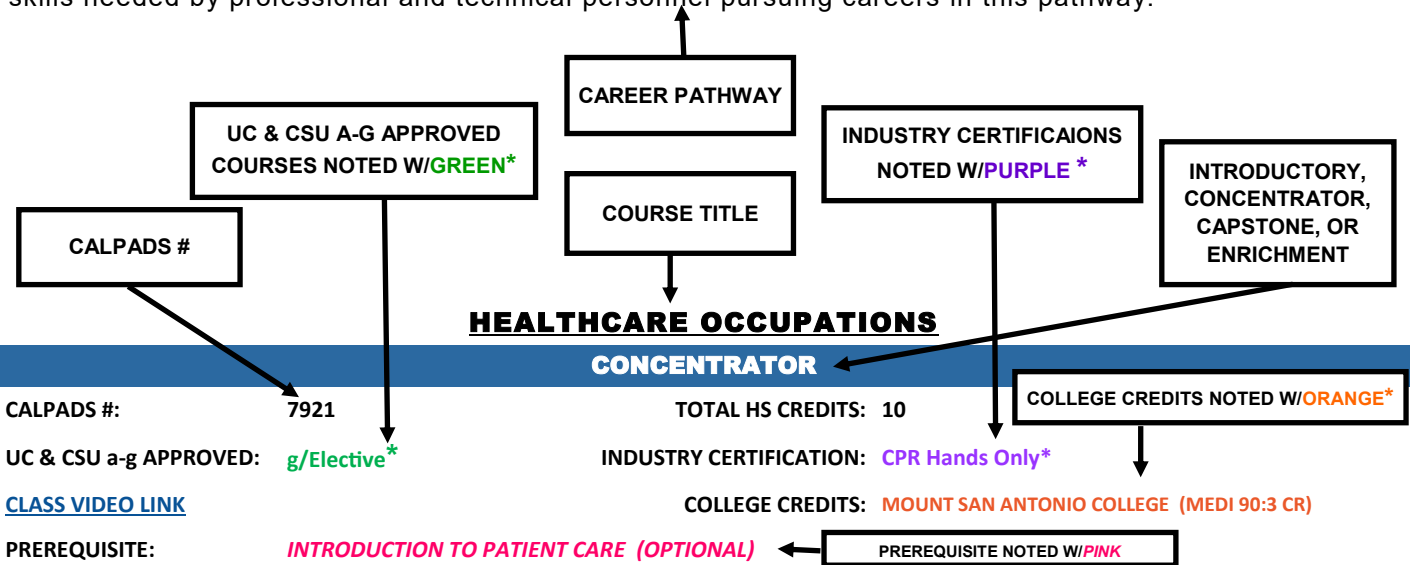 skills needed by professional and technical personnel pursuing careers in this pathway.
CAREER PATHWAY
UC & CSU A-G APPROVED
COURSES NOTED W/GREEN*
INDUSTRY CERTIFICAIONS
NOTED W/PURPLE *
INTRODUCTORY,
CONCENTRATOR,
CAPSTONE, OR
ENRICHMENT
COURSE TITLE
CALPADS #
HEALTHCARE OCCUPATIONS
CONCENTRATOR
COLLEGE CREDITS NOTED W/ORANGE*
CALPADS #: 7921 TOTAL HS CREDITS: 10
UC & CSU a-g APPROVED: g/Elective* INDUSTRY CERTIFICATION: CPR Hands Only*
CLASS VIDEO LINK COLLEGE CREDITS: MOUNT SAN ANTONIO COLLEGE (MEDI 90:3 CR)
PREREQUISITE: INTRODUCTION TO PATIENT CARE (OPTIONAL) PREREQUISITE NOTED W/PINK